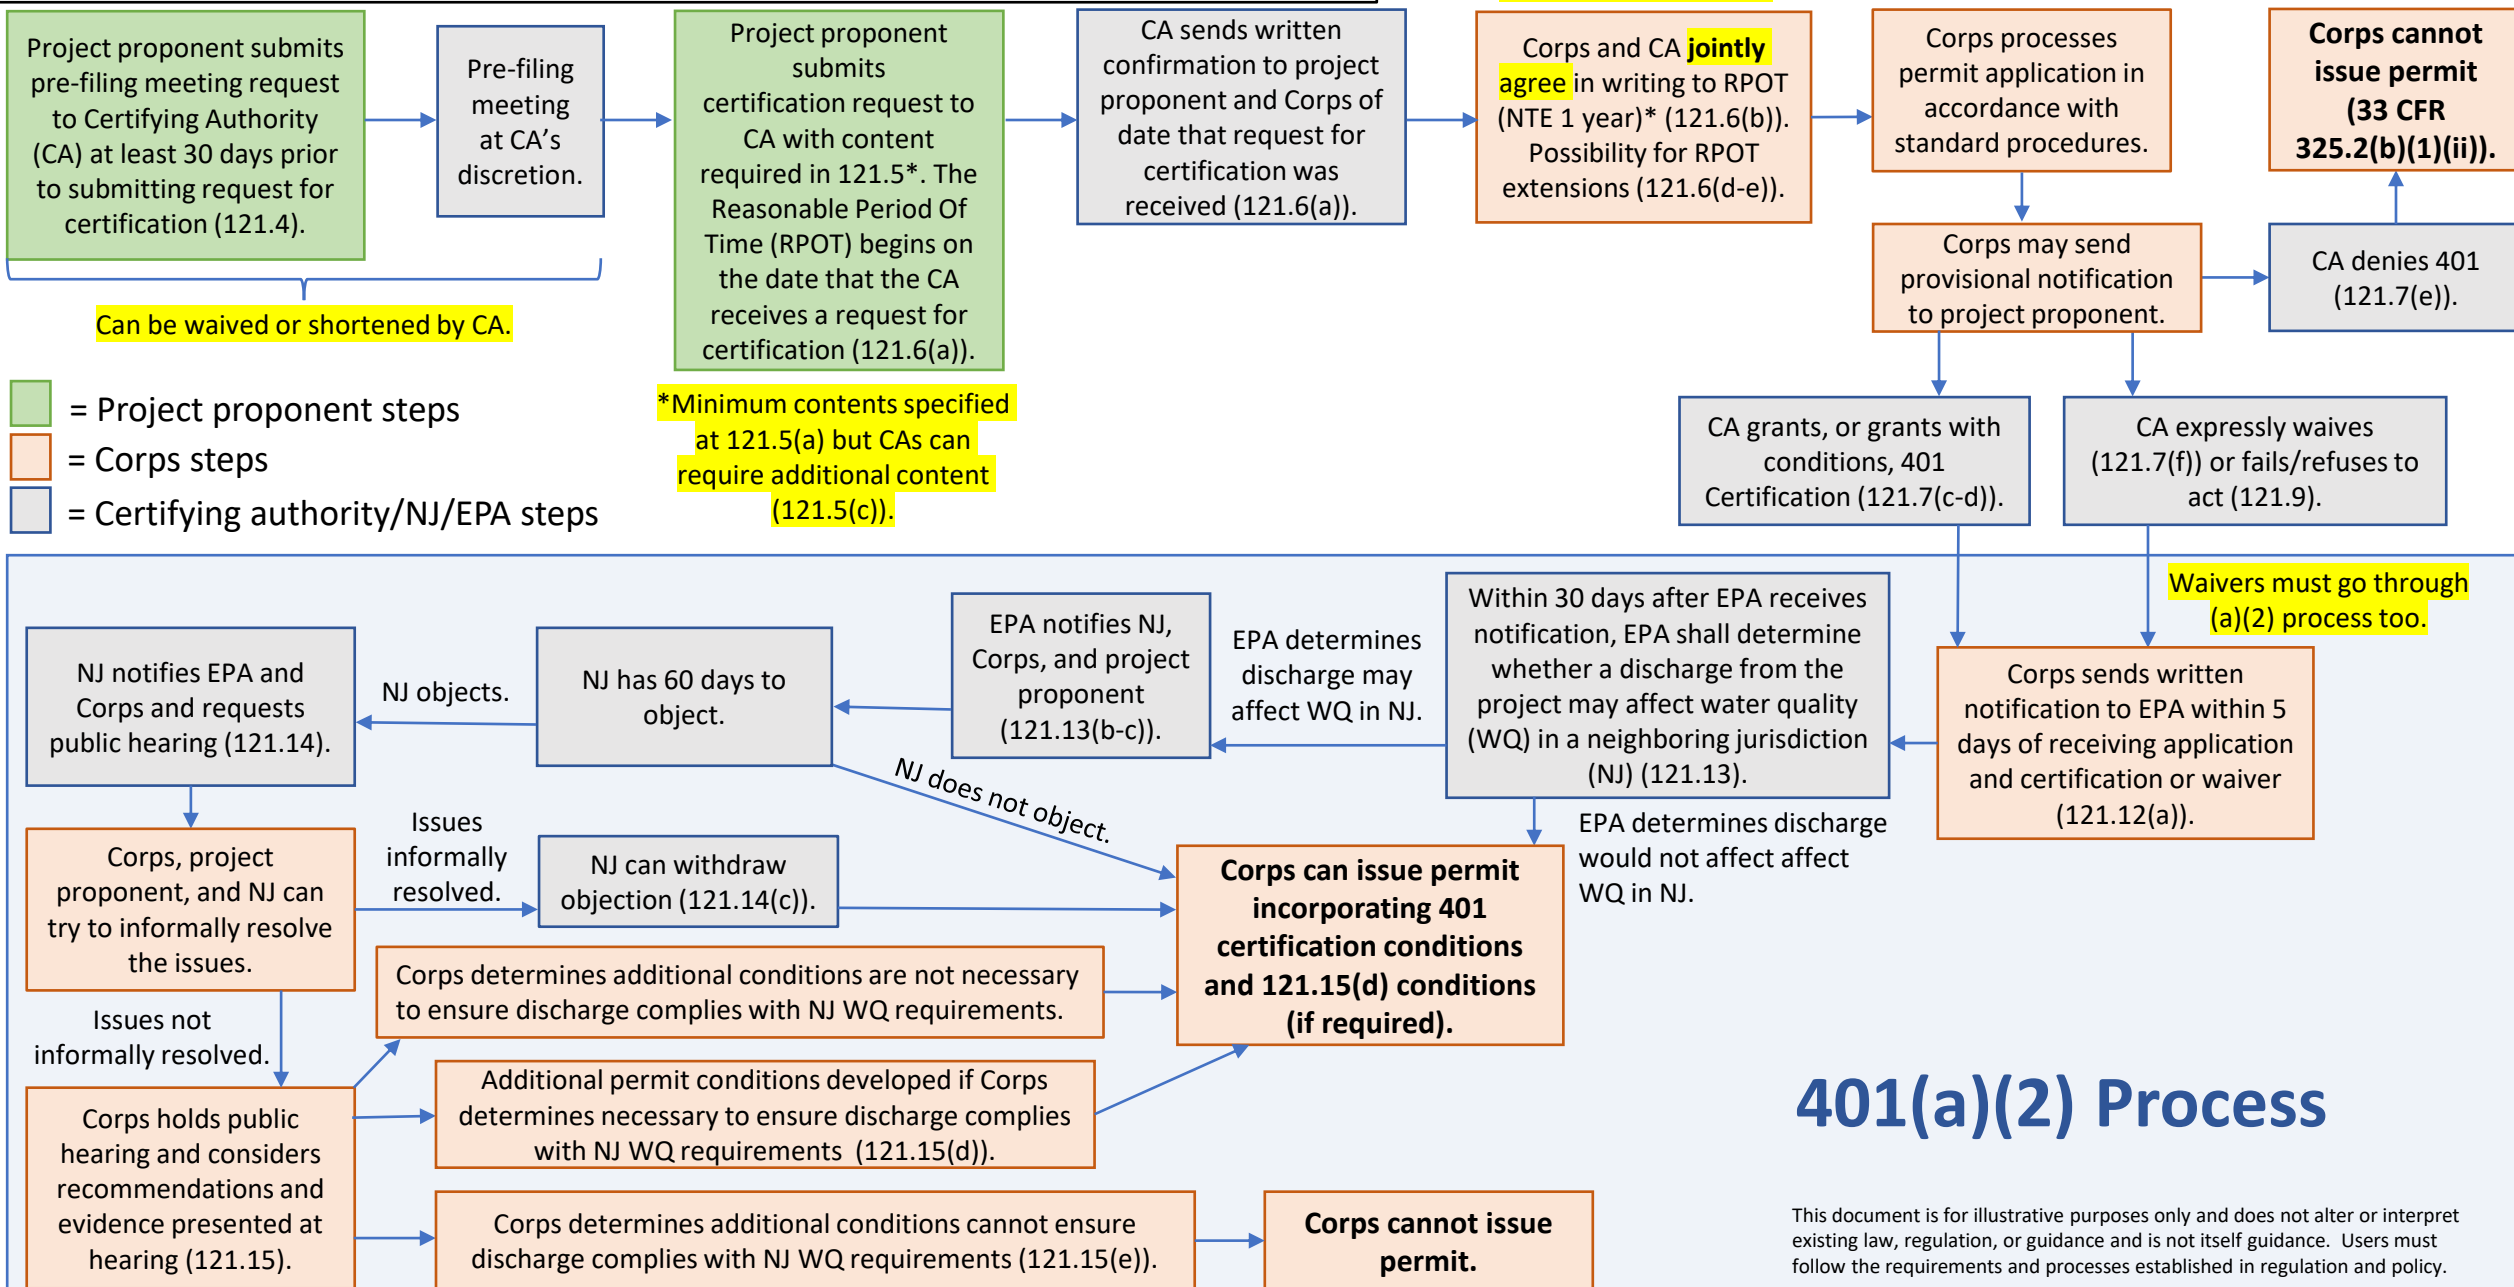 Project proponent submits
pre-filing meeting request
to Certifying Authority
(CA) at least 30 days prior
to submitting request for
certification (121.4).
Pre-filing
meeting
at CA’s
discretion.
Project proponent
submits
certification request to
CA with content
required in 121.5*. The
Reasonable Period Of
Time (RPOT) begins on
the date that the CA
receives a request for
certification (121.6(a)).
CA sends written
confirmation to project
proponent and Corps of
date that request for
certification was
received (121.6(a)).
Corps and CA jointly
agree in writing to RPOT
(NTE 1 year)* (121.6(b)).
Possibility for RPOT
extensions (121.6(d-e)).
Corps processes
permit application in
accordance with
standard procedures.
Corps cannot
issue permit
(33 CFR
325.2(b)(1)(ii)).
Corps may send
provisional notification
to project proponent.
CA denies 401
(121.7(e)).
Can be waived or shortened by CA.
= Project proponent steps
= Corps steps
= Certifying authority/NJ/EPA steps
*Minimum contents specified
at 121.5(a) but CAs can
require additional content
(121.5(c)).
CA grants, or grants with
conditions, 401
Certification (121.7(c-d)).
CA expressly waives
(121.7(f)) or fails/refuses to
act (121.9).
Waivers must go through
(a)(2) process too.
Corps sends written
notification to EPA within 5
days of receiving application
and certification or waiver
(121.12(a)).
Within 30 days after EPA receives
notification, EPA shall determine
whether a discharge from the
project may affect water quality
(WQ) in a neighboring jurisdiction
(NJ) (121.13).
EPA determines
discharge may
affect WQ in NJ.
EPA notifies NJ,
Corps, and project
proponent
(121.13(b-c)).
NJ has 60 days to
object.
NJ objects.
NJ notifies EPA and
Corps and requests
public hearing (121.14).
NJ does not object.
EPA determines discharge
would not affect affect
WQ in NJ.
Corps, project
proponent, and NJ can
try to informally resolve
the issues.
Issues
informally
resolved.
NJ can withdraw
objection (121.14(c)).
Corps can issue permit
incorporating 401
certification conditions
and 121.15(d) conditions
(if required).
Issues not
informally resolved.
Corps determines additional conditions are not necessary
to ensure discharge complies with NJ WQ requirements.
Corps holds public
hearing and considers
recommendations and
evidence presented at
hearing (121.15).
Additional permit conditions developed if Corps
determines necessary to ensure discharge complies
with NJ WQ requirements (121.15(d)).
Corps determines additional conditions cannot ensure
discharge complies with NJ WQ requirements (121.15(e)).
Corps cannot issue
permit.
401(a)(2) Process
This document is for illustrative purposes only and does not alter or interpret
existing law, regulation, or guidance and is not itself guidance. Users must
follow the requirements and processes established in regulation and policy.